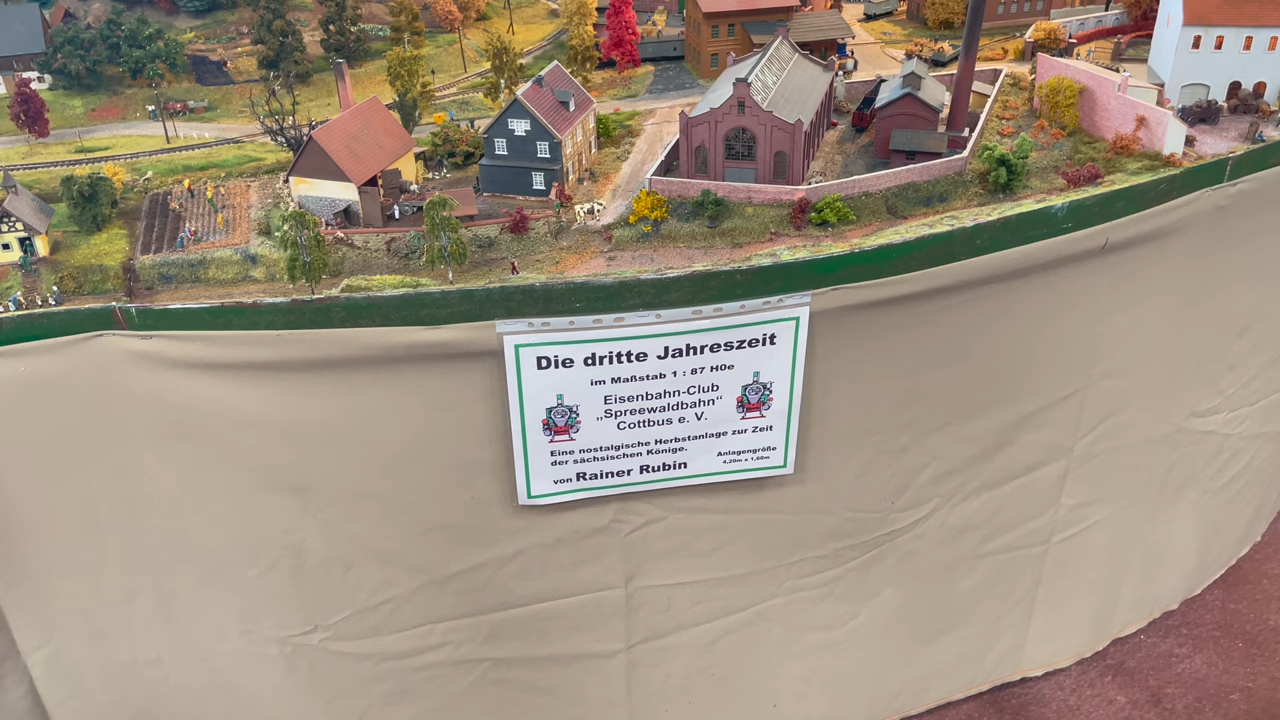 Die dritte Jahreszeit
im Maßstab 1 : 87 H0e
Eisenbahn-Club
„Spreewaldbahn“
Cottbus e. V.
Eine nostalgische Herbstanlage zur Zeit
der sächsischen Könige.
Anlagengröße
4,20m x 1,60m
von Rainer Rubin